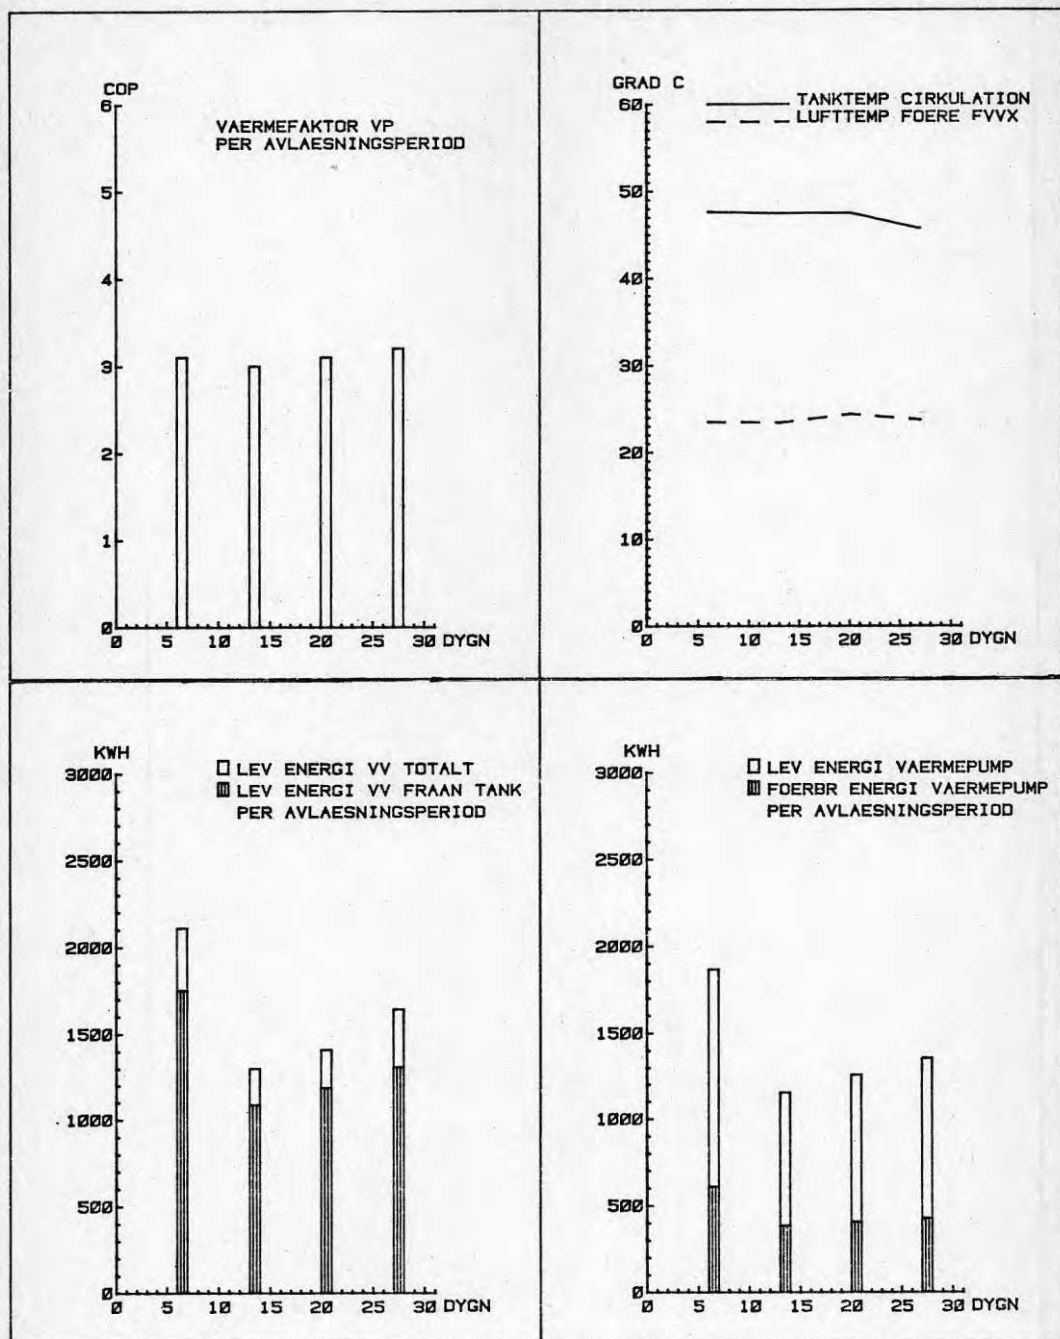 COP
VAERMEFAKTOR VP
PER AVLAESNINGSPERIOD
6
5
4
3
2
1
0
0 5 10 15 20 25 30 DYGN
GRAD C
TANKTEMP CIRKULATION
LUFTTEMP FOERE FVVX
60
50
40
30
20
10
0
0 5 10 15 20 25 30 DYGN
KWH
LEV ENERGI VV TOTALT
LEV ENERGI VV FRAAN TANK
PER AVLAESNINGSPERIOD
3000
2500
2000
1500
1000
500
0
0 5 10 15 20 25 30 DYGN
KWH
LEV ENERGI VAERMEPUMP
FOERBR ENERGI VAERMEPUMP
PER AVLAESNINGSPERIOD
3000
2500
2000
1500
1000
500
0
0 5 10 15 20 25 30 DYGN